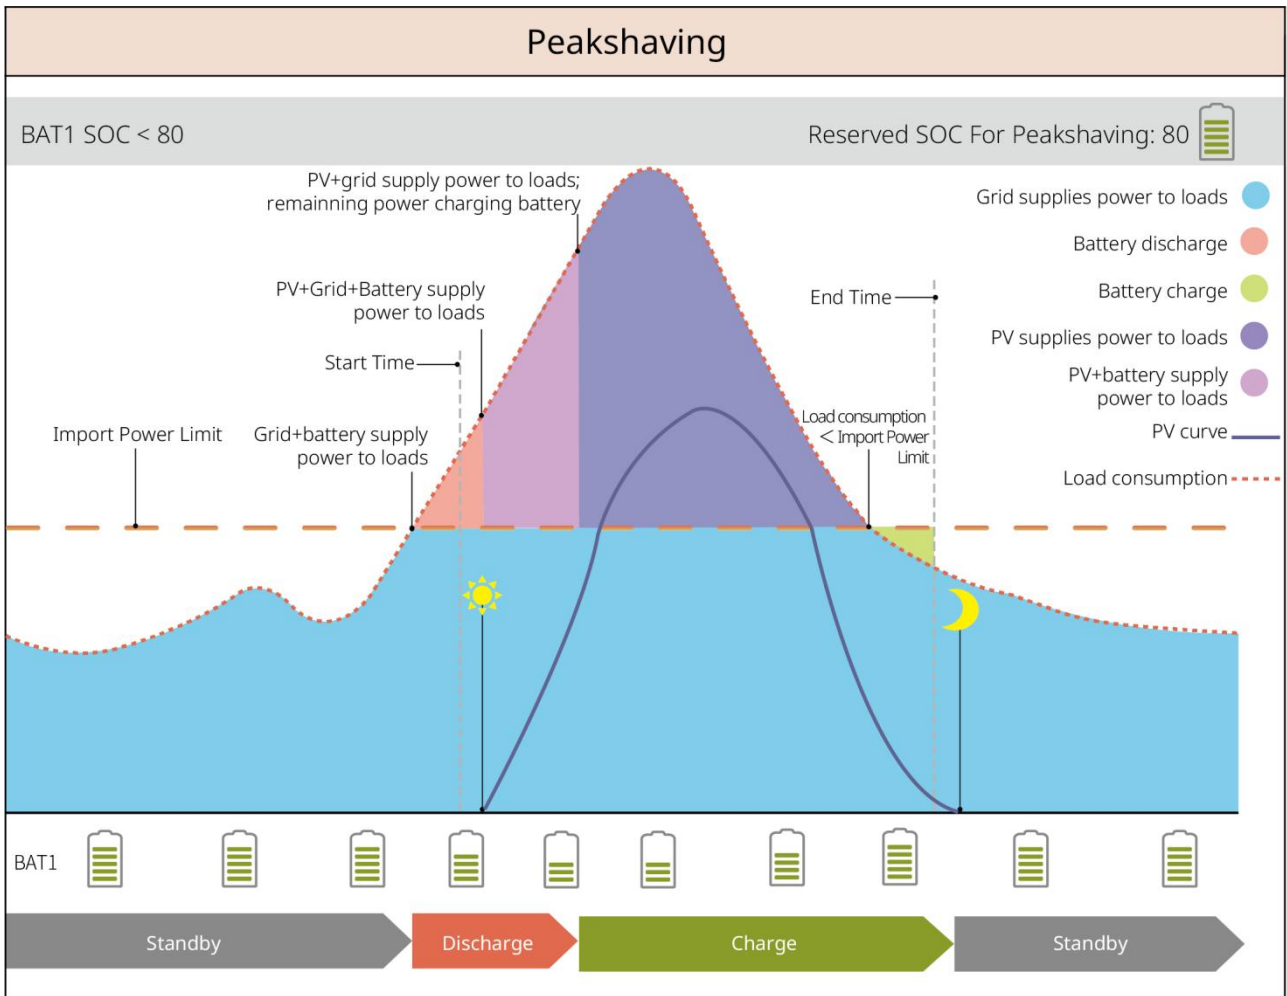 Peakshaving
BAT1 SOC < 80
Reserved SOC For Peakshaving: 80
PV+grid supply power to loads;
remainning power charging battery
PV+Grid+Battery supply
power to loads
Start Time
Import Power Limit
Grid+battery supply
power to loads
End Time
Load consumption
< Import Power
Limit
Grid supplies power to loads
Battery discharge
Battery charge
PV supplies power to loads
PV+battery supply
power to loads
PV curve
Load consumption
BAT1
Standby
Discharge
Charge
Standby